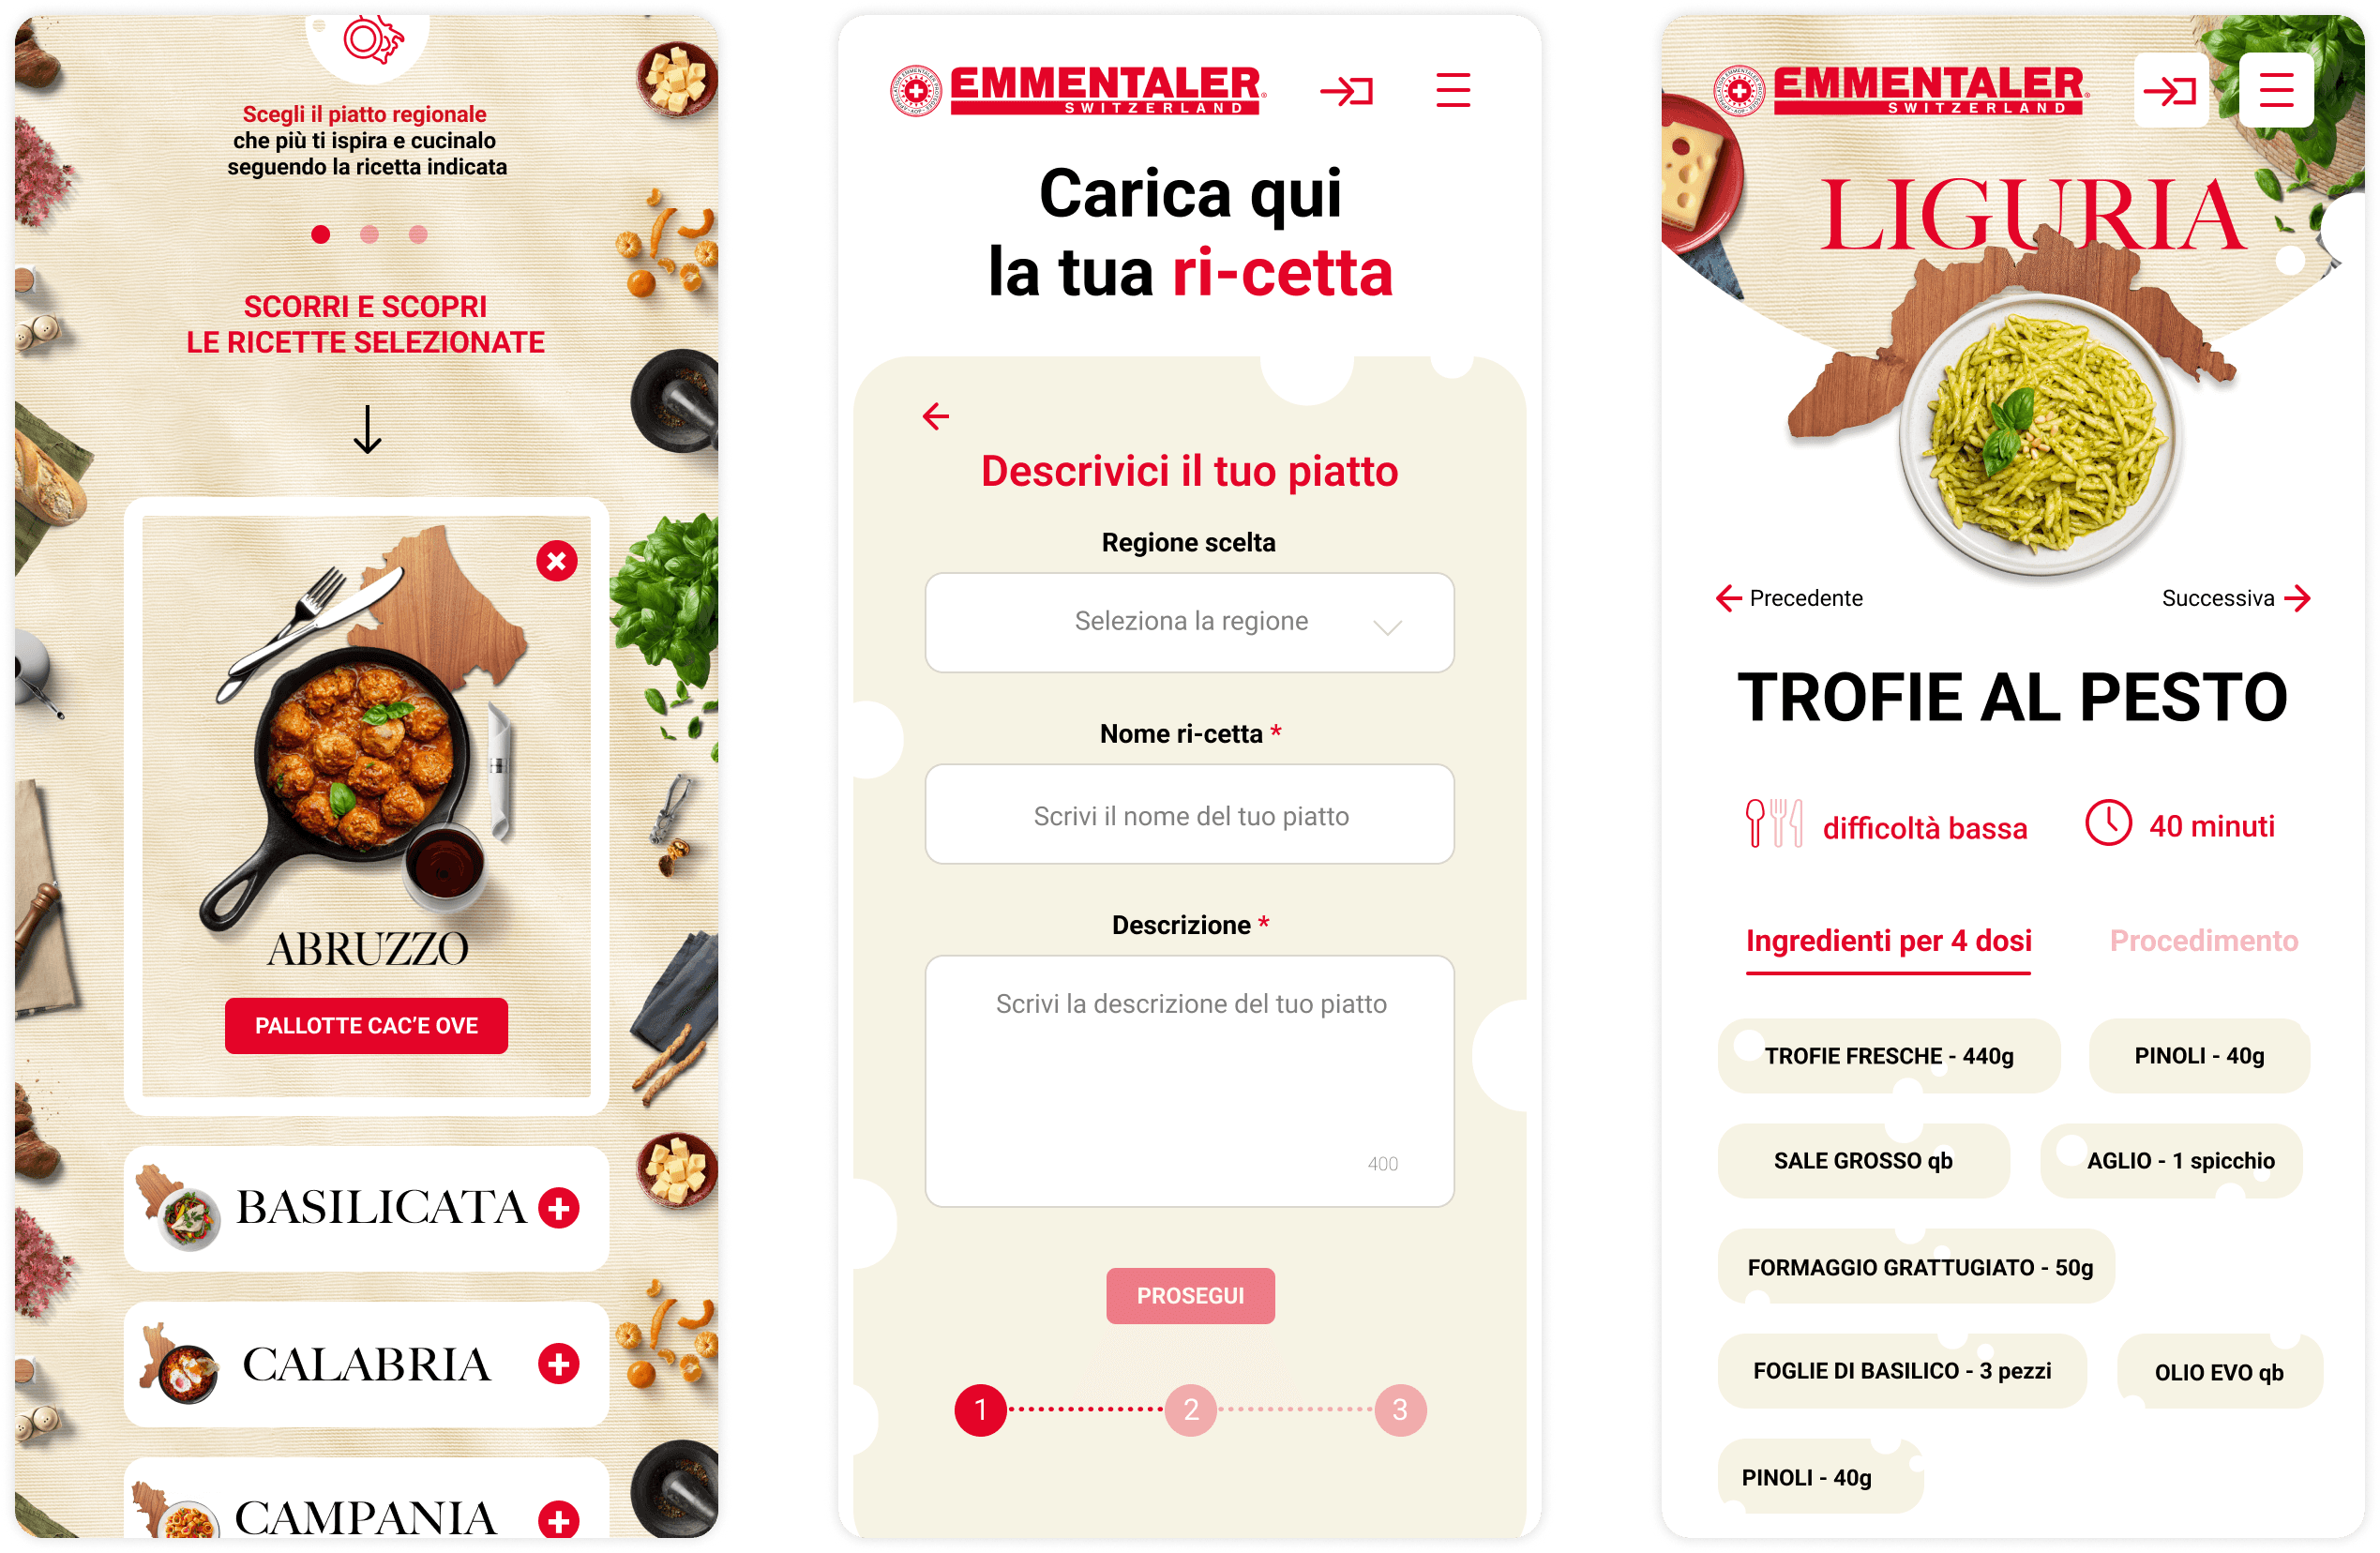 Scegli il piatto regionale
che più ti ispira e cucinalo
seguendo la ricetta indicata
SCORRI E SCOPRI
LE RICETTE SELEZIONATE
ABRUZZO
PALLOTTE CAC'E OVE
BASILICATA
CALABRIA
CAMPANIA
EMMENTALER®
SWITZERLAND
Carica qui
la tua ri-cetta
Descrivici il tuo piatto
Regione scelta
Seleziona la regione
Nome ri-cetta *
Scrivi il nome del tuo piatto
Descrizione *
Scrivi la descrizione del tuo piatto
400
PROSEGUI
1 2 3
EMMENTALER®
SWITZERLAND
LIGURIA
Precedente Successiva
TROFIE AL PESTO
difficoltà bassa 40 minuti
Ingredienti per 4 dosi Procedimento
TROFIE FRESCHE - 440g PINOLI - 40g
SALE GROSSO qb AGLIO - 1 spicchio
FORMAGGIO GRATTUGIATO - 50g
FOGLIE DI BASILICO - 3 pezzi OLIO EVO qb
PINOLI - 40g